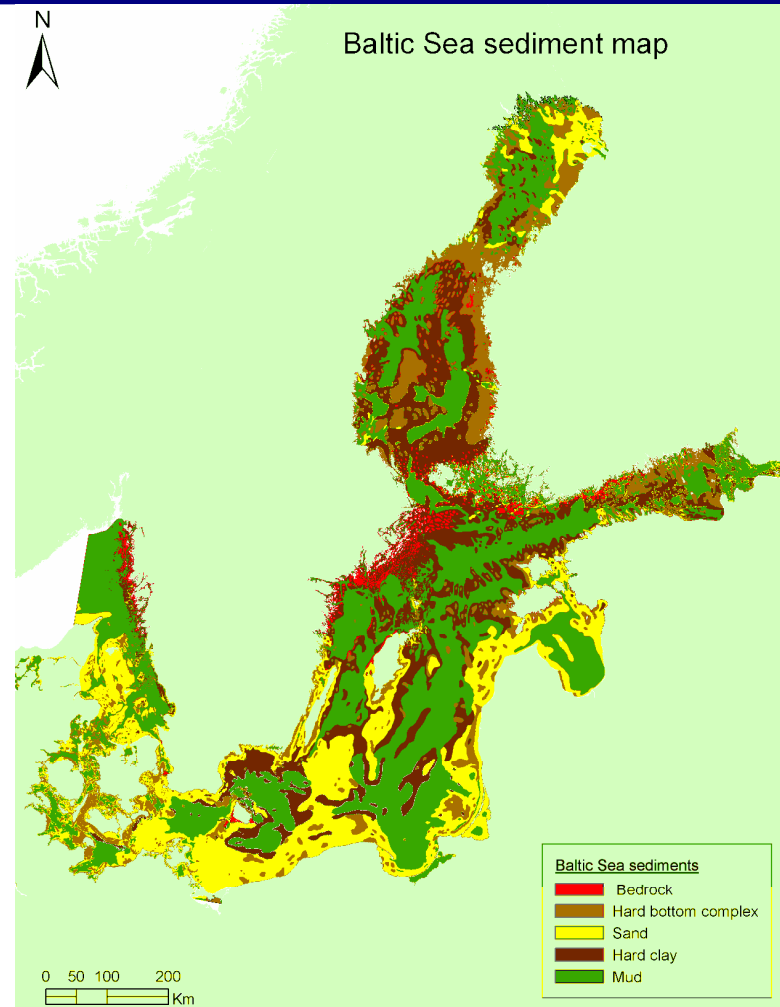 N
Baltic Sea sediment map
Baltic Sea sediments
Bedrock
Hard bottom complex
Sand
Hard clay
Mud
0 50 100 200
Km